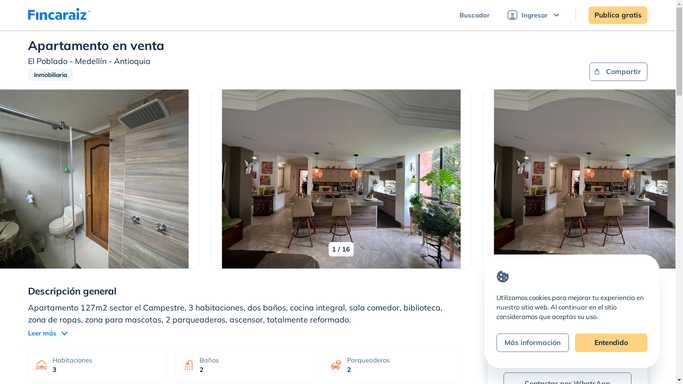 Fincaraiz
Buscador
Ingresar
Publica gratis
Apartamento en venta
El Poblado - Medellín - Antioquia
Inmobiliaria
Compartir
1 / 16
Descripción general
Apartamento 127m2 sector el Campestre, 3 habitaciones, dos baños, cocina integral, sala comedor, biblioteca,
zona de ropas, zona para mascotas, 2 parqueaderos, ascensor, totalmente reformado.
Leer más
Habitaciones
3
Baños
2
Parqueaderos
2
Utilizamos cookies para mejorar tu experiencia en
nuestro sitio web. Al continuar en el sitio
consideramos que aceptas su uso.
Más información
Entendido
Contactar por WhatsApp